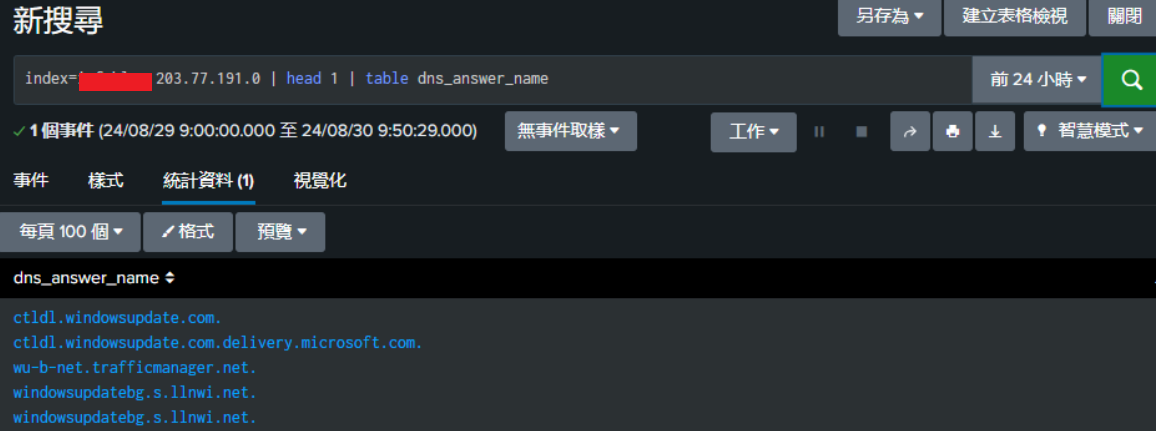 新搜尋
另存為 建立表格檢視 關閉
index= 203.77.191.0 | head 1 | table dns_answer_name
前 24 小時
1 個事件 (24/08/29 9:00:00.000 至 24/08/30 9:50:29.000)
無事件取樣
工作
智慧模式
事件 樣式 統計資料 (1) 視覺化
每頁 100 個 格式 預覽
dns_answer_name
ctldl.windowsupdate.com.
ctldl.windowsupdate.com.delivery.microsoft.com.
wu-b-net.trafficmanager.net.
windowsupdatebg.s.llnwi.net.
windowsupdatebg.s.llnwi.net.